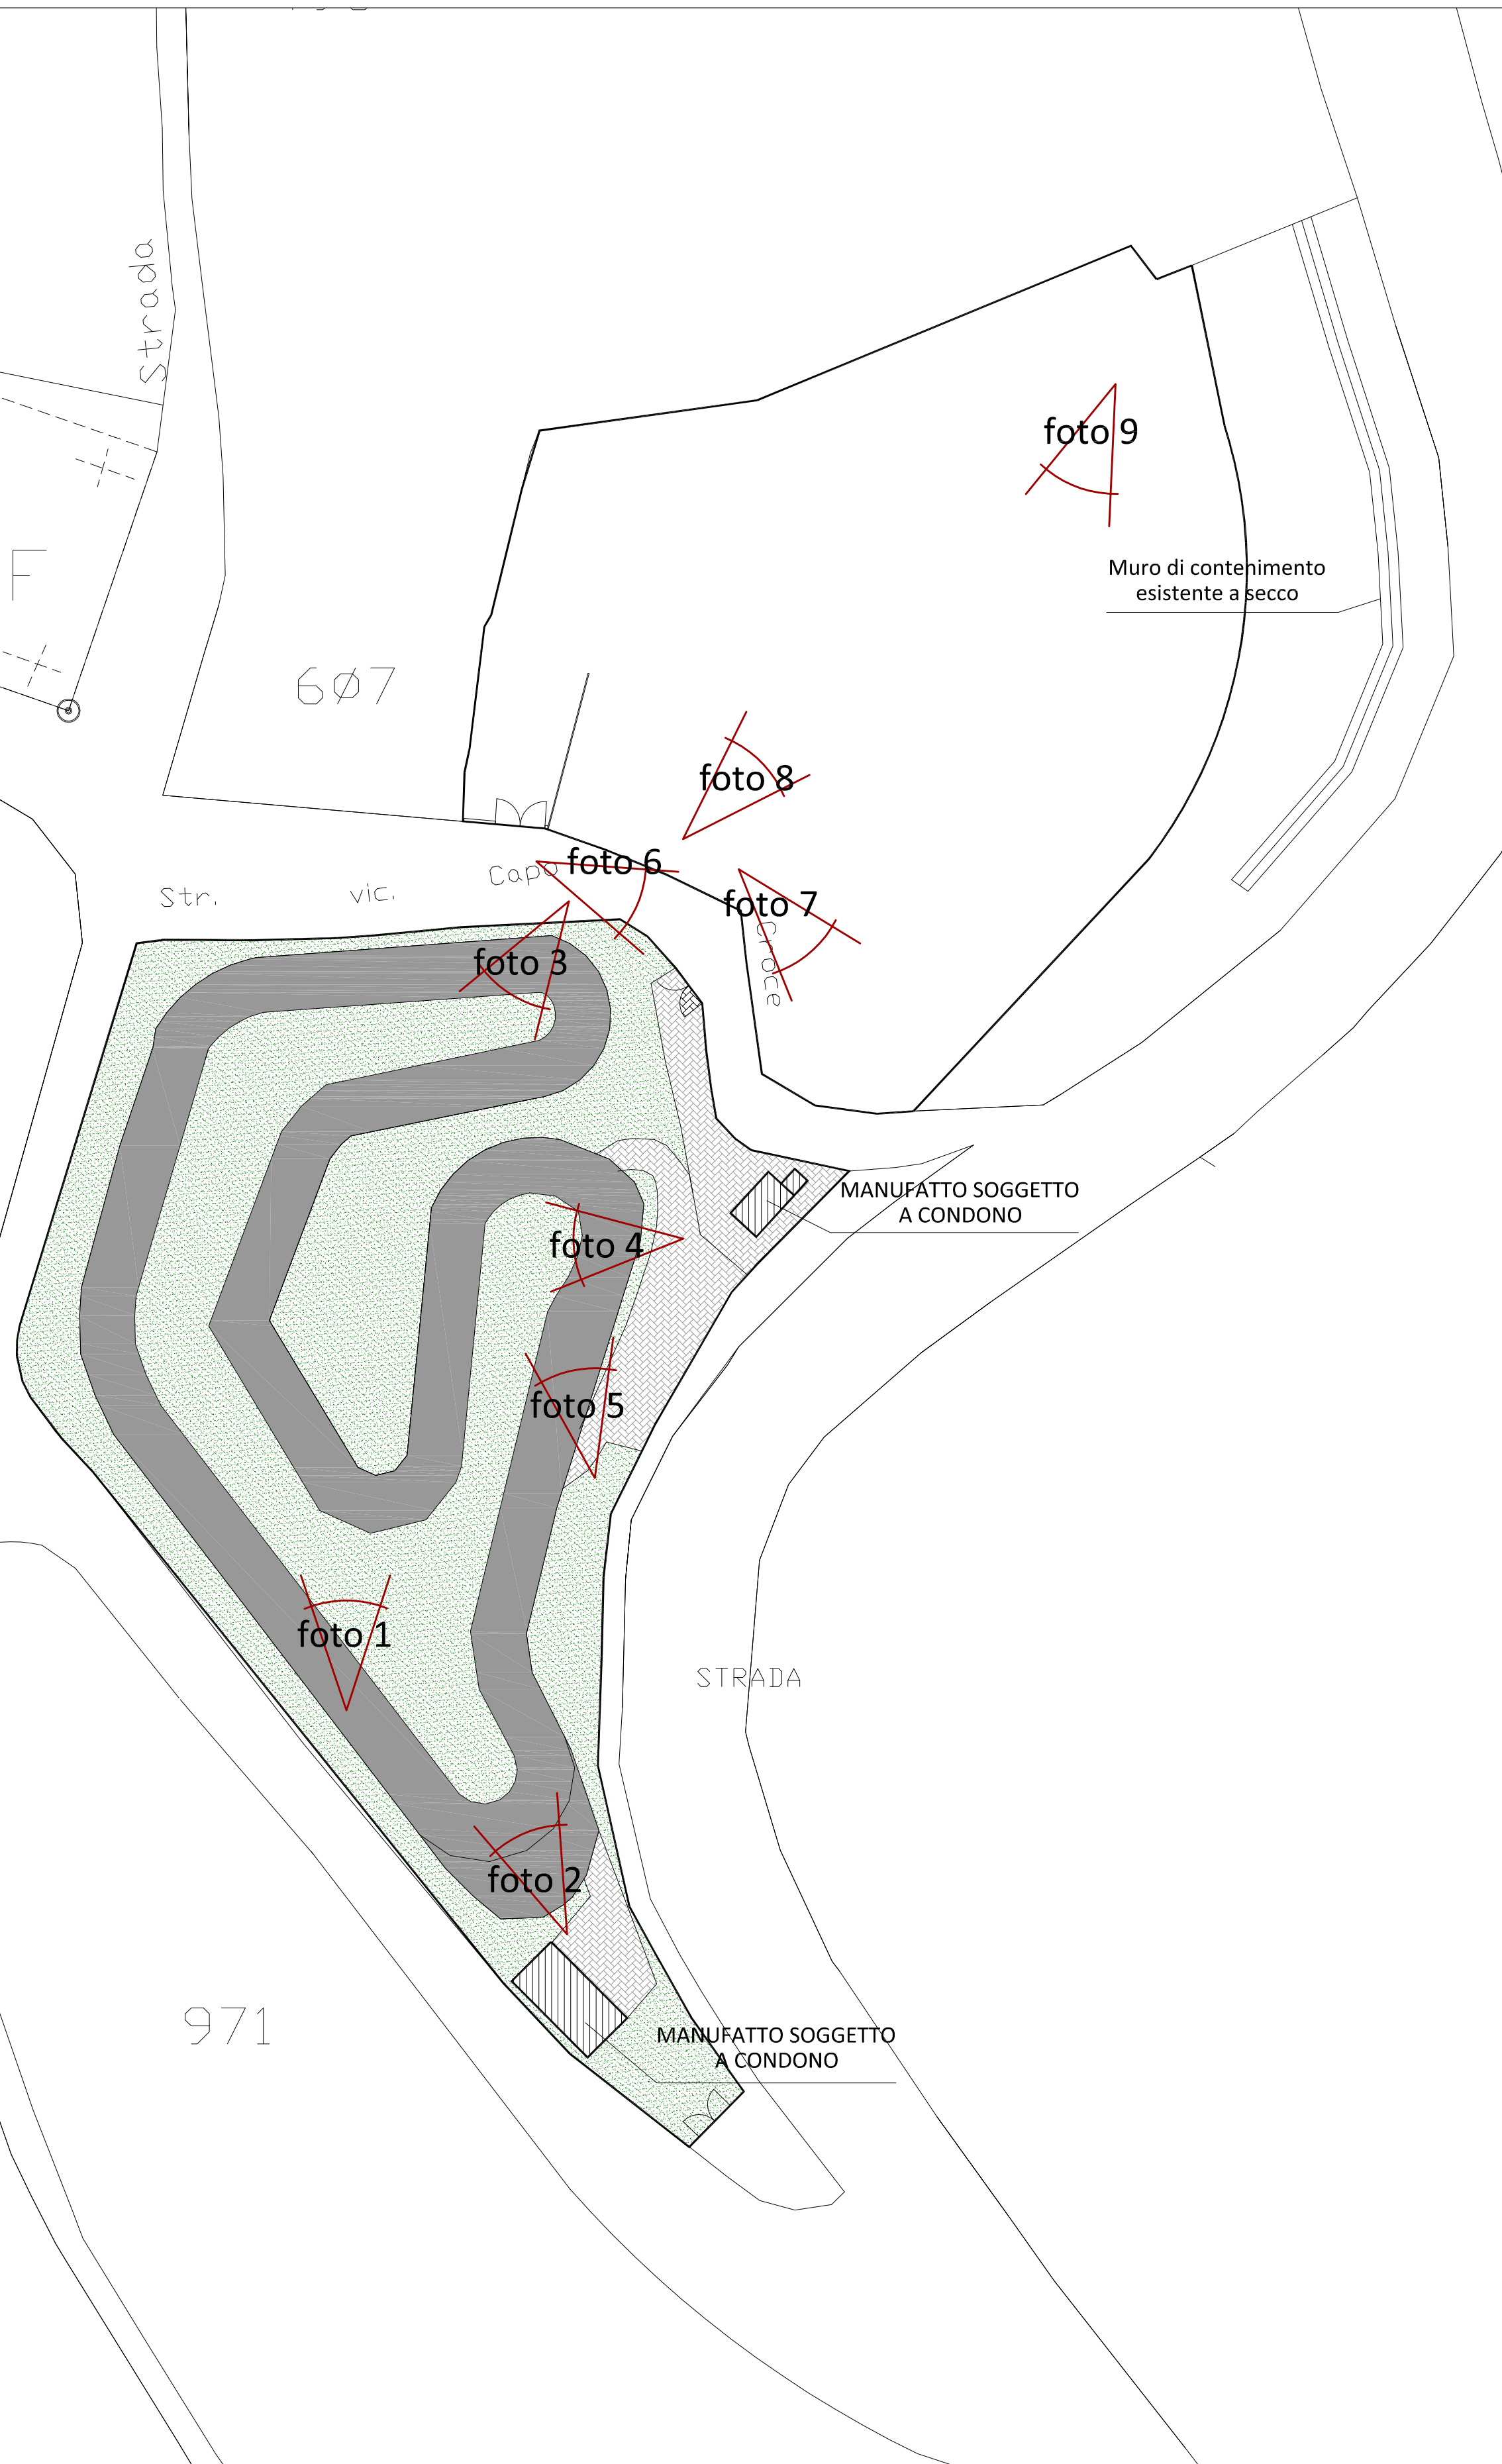 Strada
foto 9
F
Muro di contenimento
esistente a secco
6Ø7
foto 8
foto 6
Str. vic. Capo
Croce
foto 7
foto 3
MANUFATTO SOGGETTO
A CONDONO
foto 4
foto 5
foto 1
STRADA
foto 2
971
MANUFATTO SOGGETTO
A CONDONO